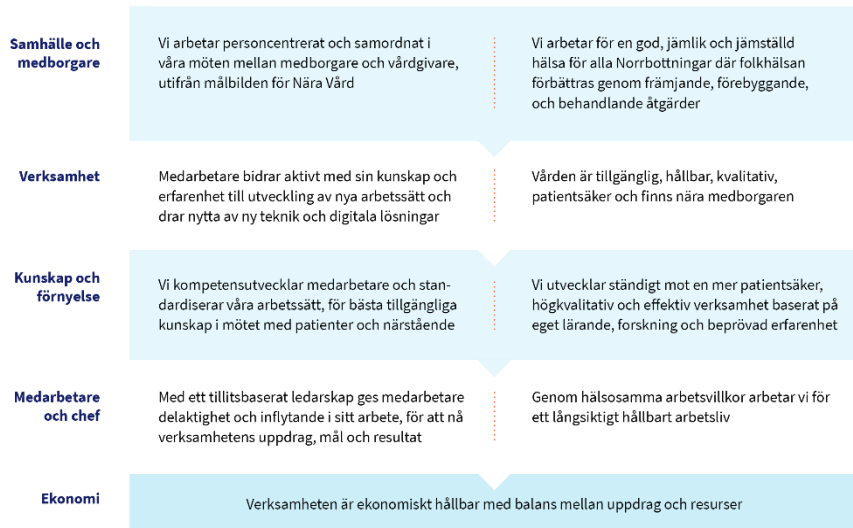 Samhälle och
medborgare
Vi arbetar personcentrerat och samordnat i
våra möten mellan medborgare och vårdgivare,
utifrån målbilden för Nära Vård
Vi arbetar för en god, jämlik och jämställd
hälsa för alla Norrbottningar där folkhälsan
förbättras genom främjande, förebyggande,
och behandlande åtgärder
Verksamhet
Medarbetare bidrar aktivt med sin kunskap och
erfarenhet till utveckling av nya arbetssätt och
drar nytta av ny teknik och digitala lösningar
Vården är tillgänglig, hållbar, kvalitativ,
patientsäker och finns nära medborgaren
Kunskap och
förnyelse
Vi kompetensutvecklar medarbetare och stan-
dardiserar våra arbetssätt, för bästa tillgängliga
kunskap i mötet med patienter och närstående
Vi utvecklar ständigt mot en mer patientsäker,
högkvalitativ och effektiv verksamhet baserat på
eget lärande, forskning och beprövad erfarenhet
Medarbetare
och chef
Med ett tillitsbaserat ledarskap ges medarbetare
delaktighet och inflytande i sitt arbete, för att nå
verksamhetens uppdrag, mål och resultat
Genom hälsosamma arbetsvillkor arbetar vi för
ett långsiktigt hållbart arbetsliv
Ekonomi
Verksamheten är ekonomiskt hållbar med balans mellan uppdrag och resurser